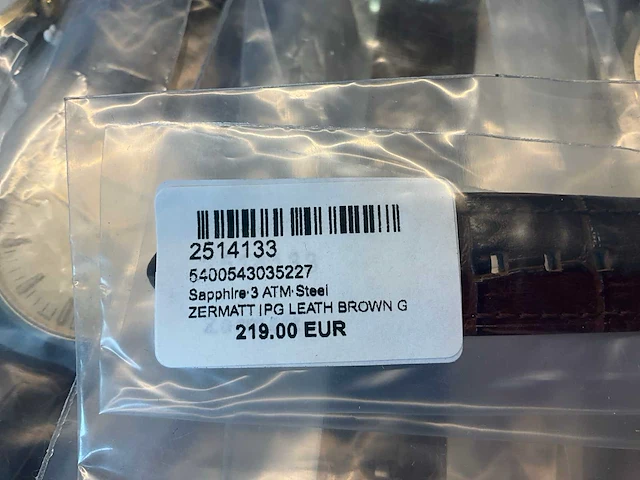 2514133
5400543035227
Sapphire·3 ATM·Steel
ZERMATT IPG LEATH BROWN G
219.00 EUR